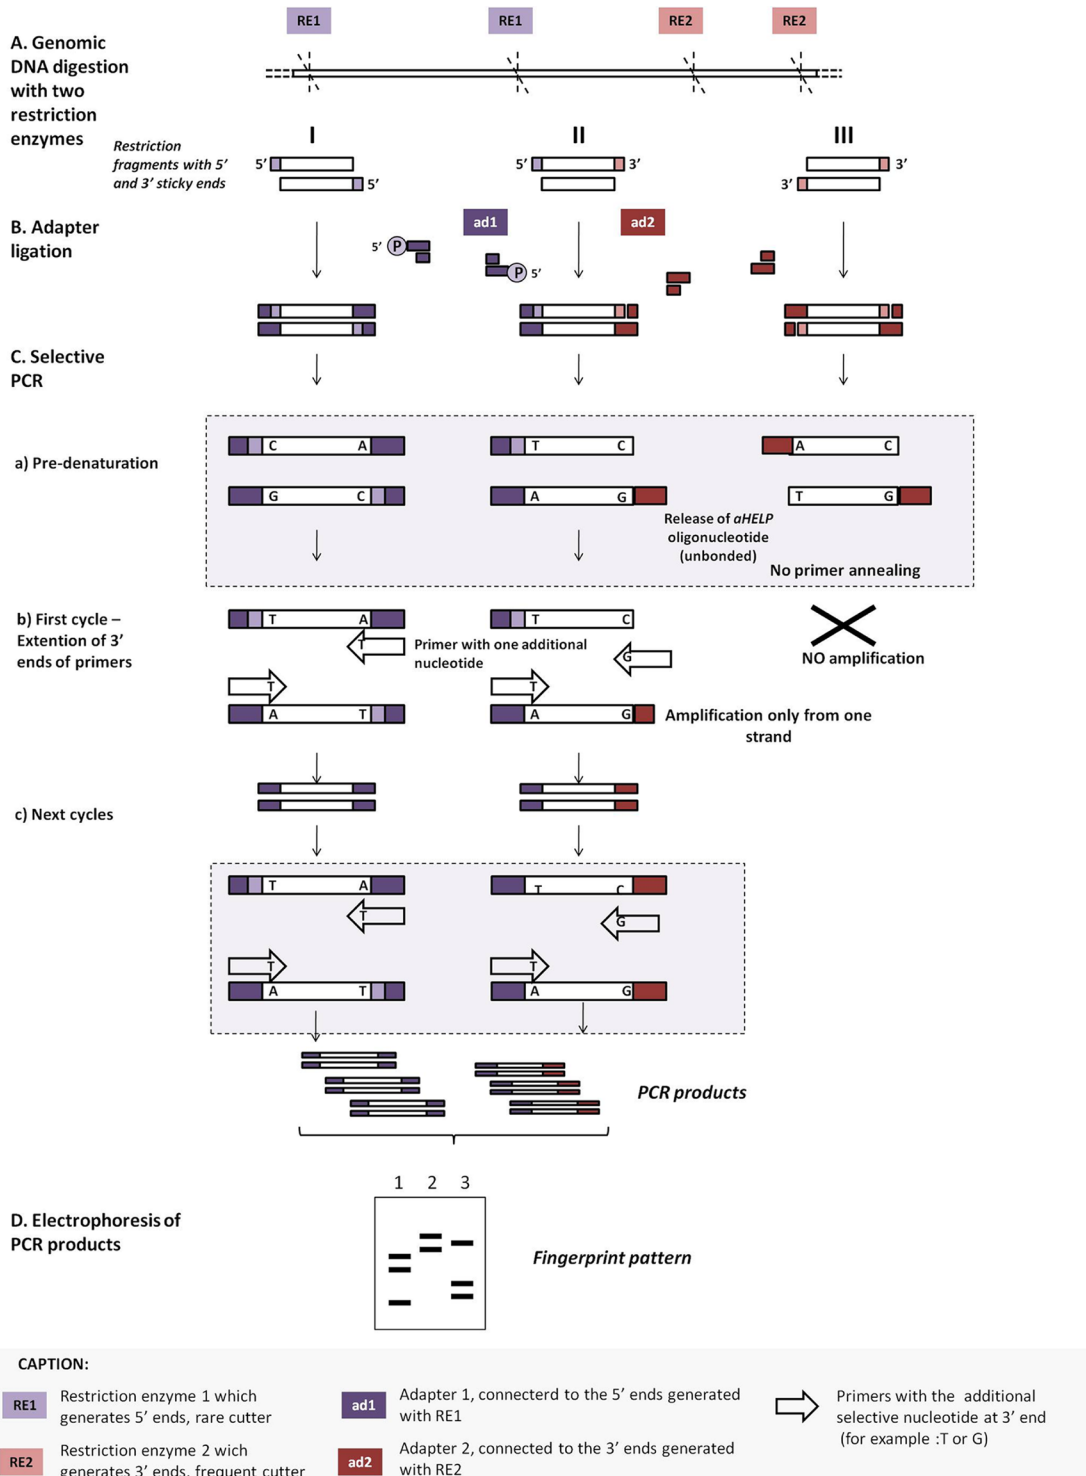 RE1
RE1
RE2
RE2
A. Genomic
DNA digestion
with two
restriction
enzymes
I
II
III
Restriction
fragments with 5’
and 3’ sticky ends
5’
5’
5’
3’
3’
3’
B. Adapter
ligation
ad1
ad2
5’
P
P
5’
C. Selective
PCR
a) Pre-denaturation
C A
T C
A C
G C
A G
T G
Release of aHELP
oligonucleotide
(unbonded)
No primer annealing
b) First cycle –
Extention of 3’
ends of primers
T A
T C
T
Primer with one additional
nucleotide
G
NO amplification
T
T
A T
A G
Amplification only from one
strand
c) Next cycles
T A
T C
T
G
T
T
A T
A G
PCR products
1 2 3
D. Electrophoresis of
PCR products
Fingerprint pattern
CAPTION:
RE1
Restriction enzyme 1 which
generates 5’ ends, rare cutter
ad1
Adapter 1, connecterd to the 5’ ends generated
with RE1
Primers with the additional
selective nucleotide at 3’ end
(for example :T or G)
RE2
Restriction enzyme 2 wich
generates 3’ ends, frequent cutter
ad2
Adapter 2, connected to the 3’ ends generated
with RE2